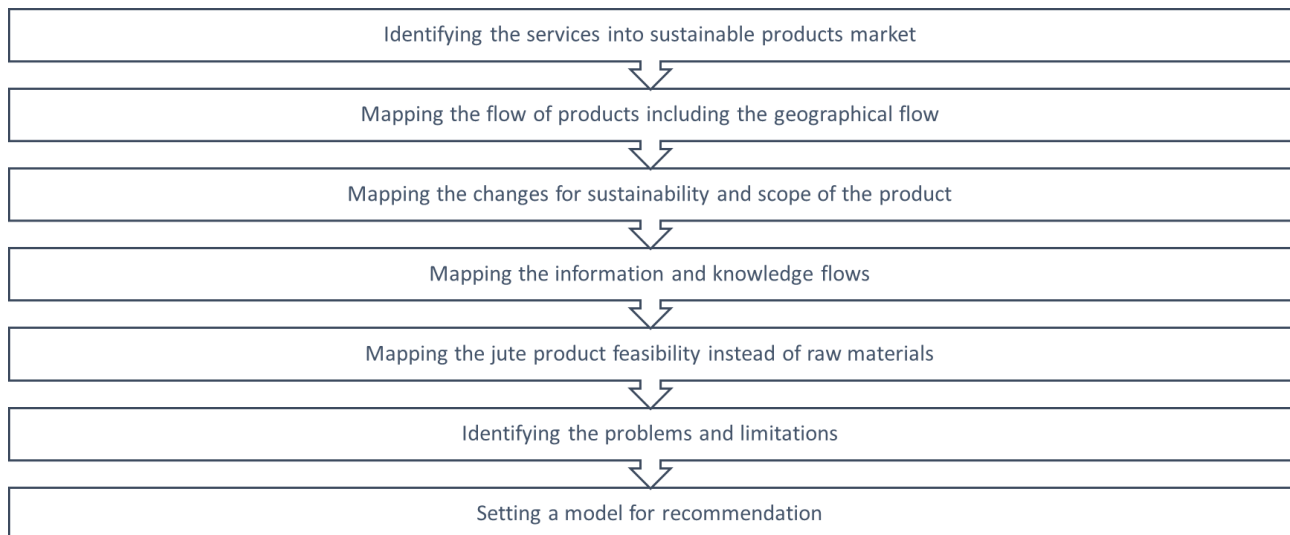 Identifying the services into sustainable products market
Mapping the flow of products including the geographical flow
Mapping the changes for sustainability and scope of the product
Mapping the information and knowledge flows
Mapping the jute product feasibility instead of raw materials
Identifying the problems and limitations
Setting a model for recommendation